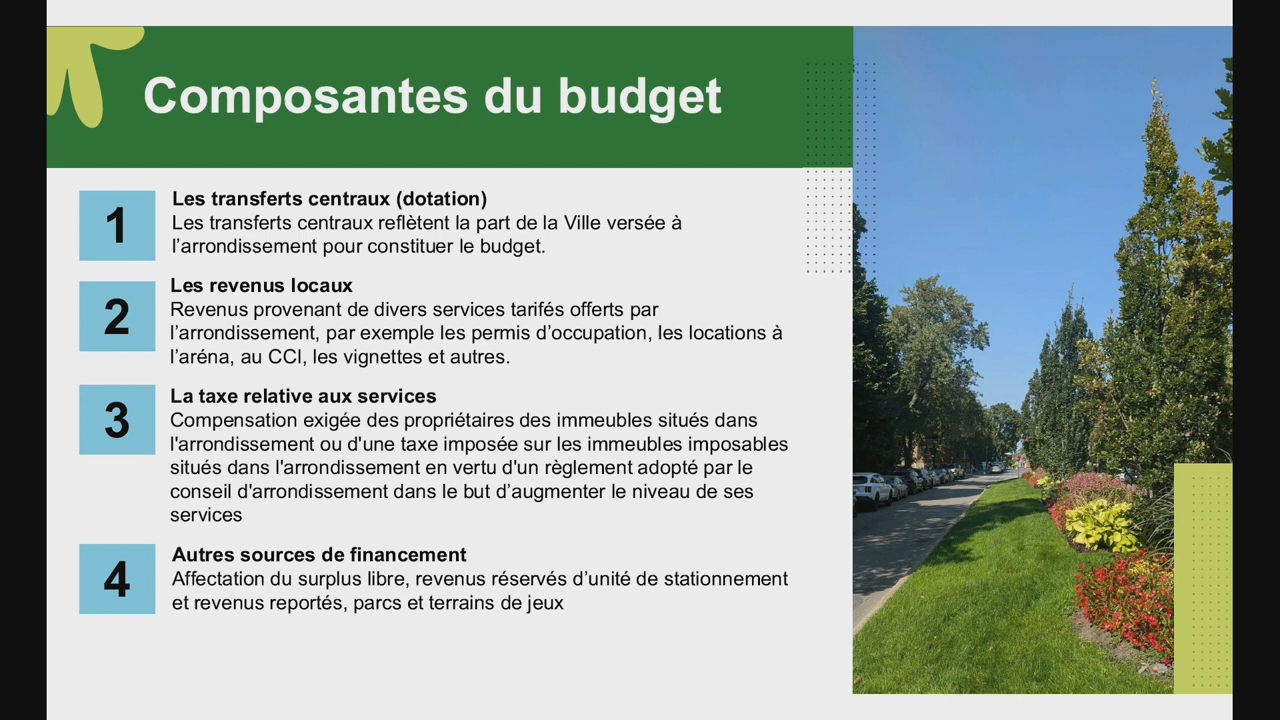 Composantes du budget
1
Les transferts centraux (dotation)
Les transferts centraux reflètent la part de la Ville versée à
l’arrondissement pour constituer le budget.
2
Les revenus locaux
Revenus provenant de divers services tarifés offerts par
l’arrondissement, par exemple les permis d’occupation, les locations à
l’aréna, au CCI, les vignettes et autres.
3
La taxe relative aux services
Compensation exigée des propriétaires des immeubles situés dans
l'arrondissement ou d'une taxe imposée sur les immeubles imposables
situés dans l'arrondissement en vertu d'un règlement adopté par le
conseil d'arrondissement dans le but d’augmenter le niveau de ses
services
4
Autres sources de financement
Affectation du surplus libre, revenus réservés d’unité de stationnement
et revenus reportés, parcs et terrains de jeux